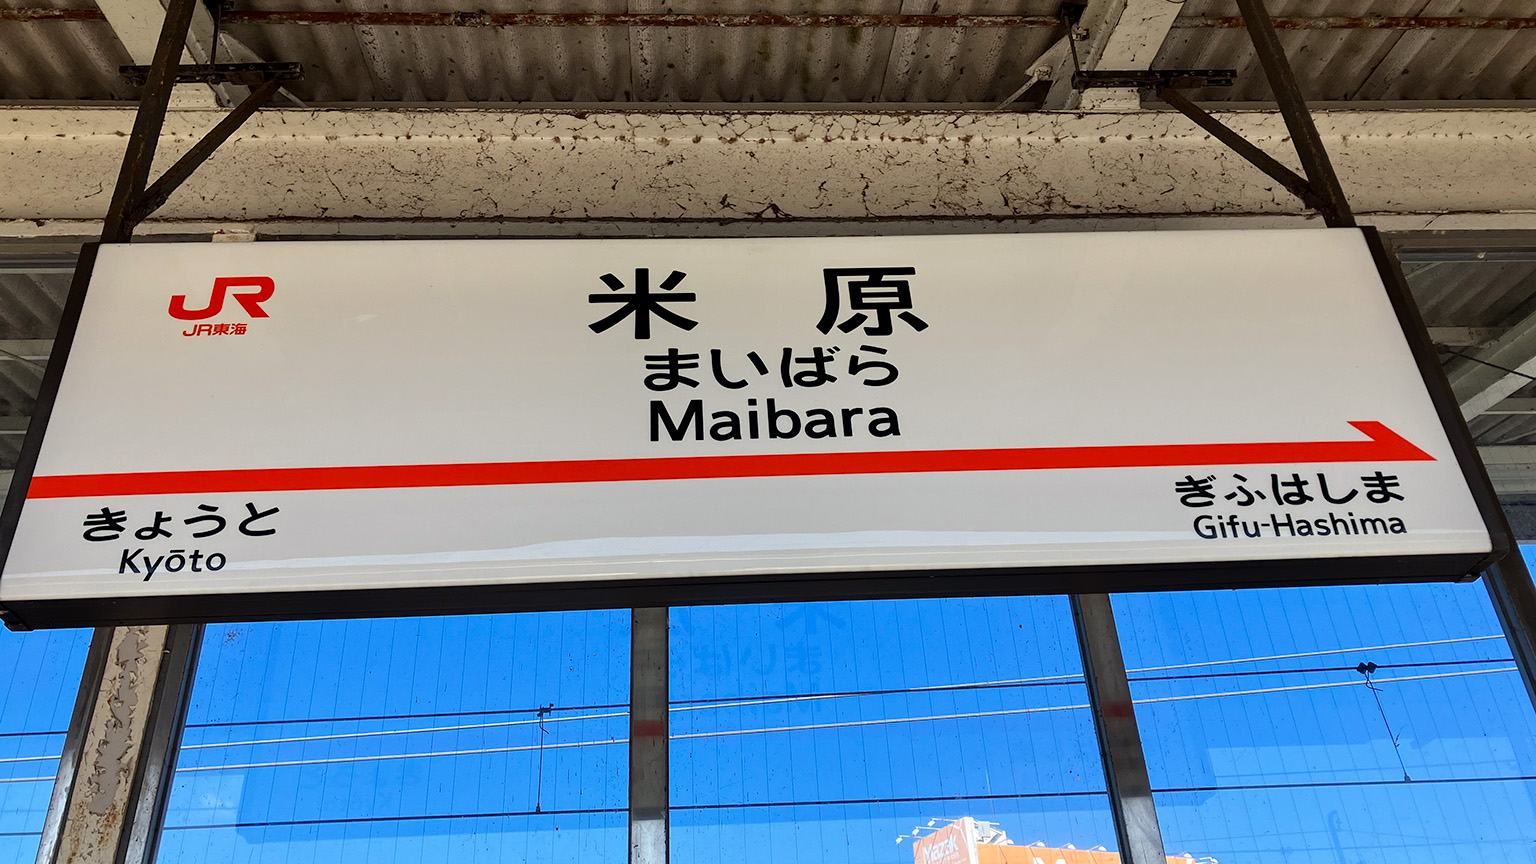 JR
JR東海
米原
まいばら
Maibara
きょうと
Kyōto
ぎふはしま
Gifu-Hashima
Mazak